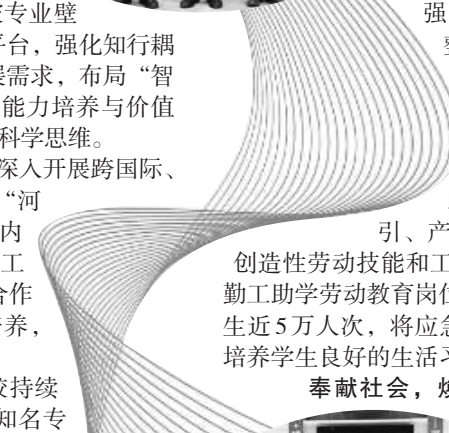 专业壁
平台，强化知行耦
展需求，布局“智
能力培养与价值
科学思维。
深入开展跨国际、
“河
内
工
合作
培养，
持续
知名专
强
引、产
创造性劳动技能和工
勤工助学劳动教育岗位
生近5万人次，将应急
培养学生良好的生活习
奉献社会，焕